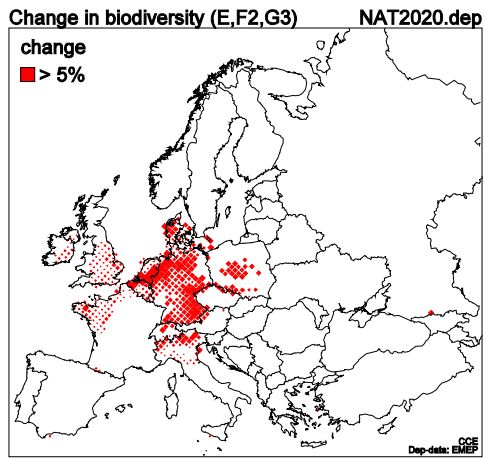 Change in biodiversity (E,F2,G3) NAT2020.dep
change
> 5%
CCE
Dep-data: EMEP